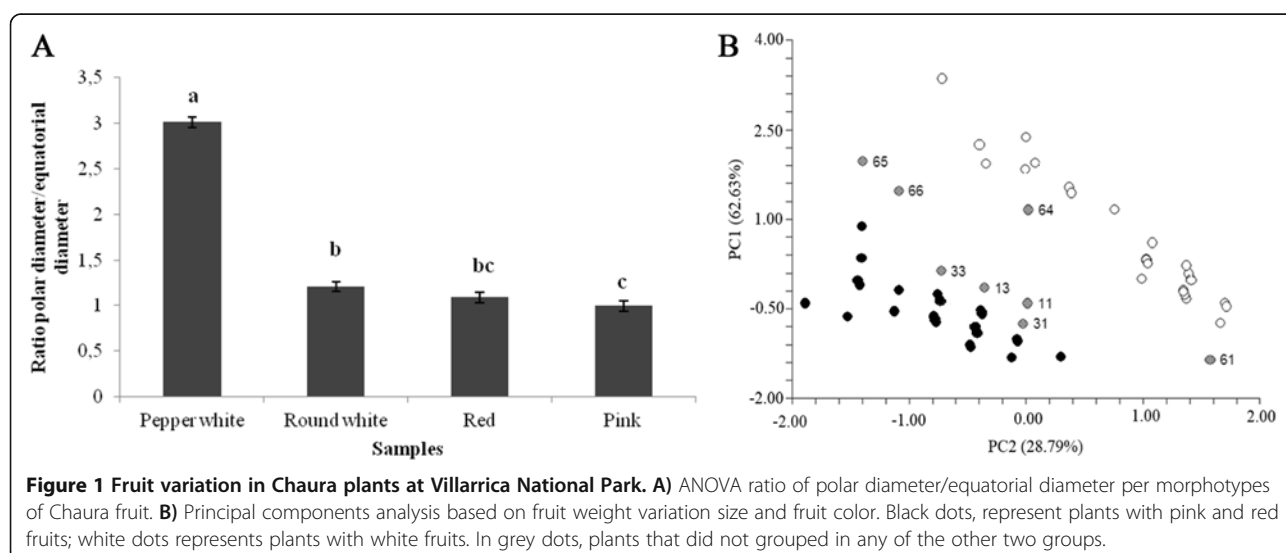 A
Ratio polar diameter/equatorial
diameter
3,5
3
2,5
2
1,5
1
0,5
0
a
b
bc
c
Pepper white
Round white
Red
Pink
Samples
B
PC1 (62.63%)
4.00
2.50
1.00
-0.50
-2.00
65
66
64
33
13
11
31
61
-2.00
-1.00
0.00
1.00
2.00
PC2 (28.79%)
Figure 1 Fruit variation in Chaura plants at Villarrica National Park. A) ANOVA ratio of polar diameter/equatorial diameter per morphotypes
of Chaura fruit. B) Principal components analysis based on fruit weight variation size and fruit color. Black dots, represent plants with pink and red
fruits; white dots represents plants with white fruits. In grey dots, plants that did not grouped in any of the other two groups.